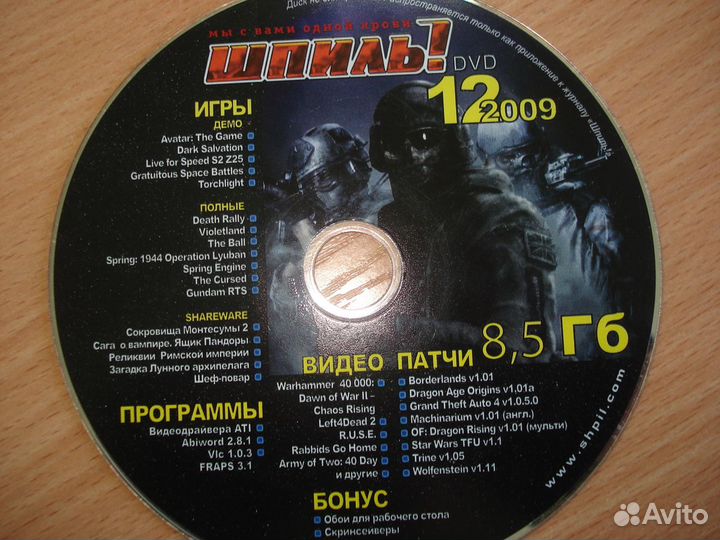 распространяется только как приложение к журналу «Шпиль!»
мы с вами одной крови
ШПИЛЬ!
DVD
12 2009
ИГРЫ
ДЕМО
Avatar: The Game
Dark Salvation
Live for Speed S2 Z25
Gratuitous Space Battles
Torchlight
ПОЛНЫЕ
Death Rally
Violetland
The Ball
Spring: 1944 Operation Lyuban
Spring Engine
The Cursed
Gundam RTS
SHAREWARE
Сокровища Монтесумы 2
Сага о вампире. Ящик Пандоры
Реликвии Римской империи
Загадка Лунного архипелага
Шеф-повар
ПРОГРАММЫ
Видеодрайвера ATI
Abiword 2.8.1
Vlc 1.0.3
FRAPS 3.1
ВИДЕО
Warhammer 40 000:
Dawn of War II –
Chaos Rising
Left4Dead 2
R.U.S.E.
Rabbids Go Home
Army of Two: 40 Day
и другие
ПАТЧИ
Borderlands v1.01
Dragon Age Origins v1,01a
Grand Theft Auto 4 v1.0.5.0
Machinarium v1.01 (англ.)
OF: Dragon Rising v1.01 (мульти)
Star Wars TFU v1.1
Trine v1,05
Wolfenstein v1.11
8,5 Гб
www.shpil.com
БОНУС
Обои для рабочего стола
Скринсейверы
Avito